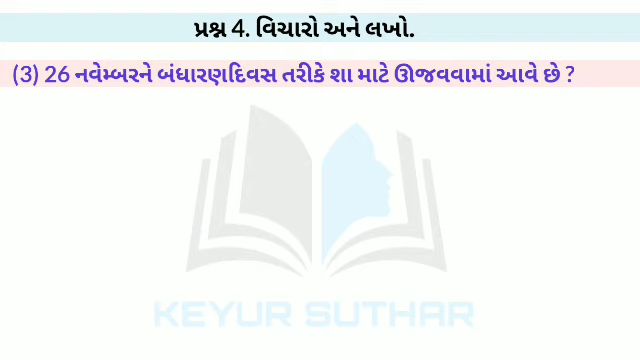 પ્રશ્ન 4. વિચારો અને લખો.
(3) 26 નવેમ્બરને બંધારણદિવસ તરીકે શા માટે ઊજવવામાં આવે છે ?
KEYUR SUTHAR